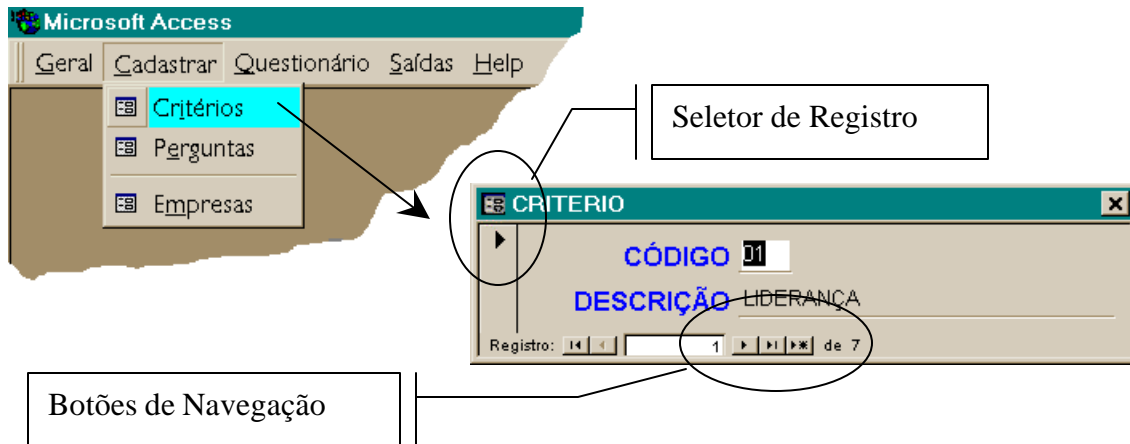 Microsoft Access
Geral Cadastrar Questionário Saídas Help
Critérios
Perguntas
Empresas
Seletor de Registro
CRITERIO
CÓDIGO 01
DESCRIÇÃO LIDERANÇA
Registro: 1 de 7
Botões de Navegação